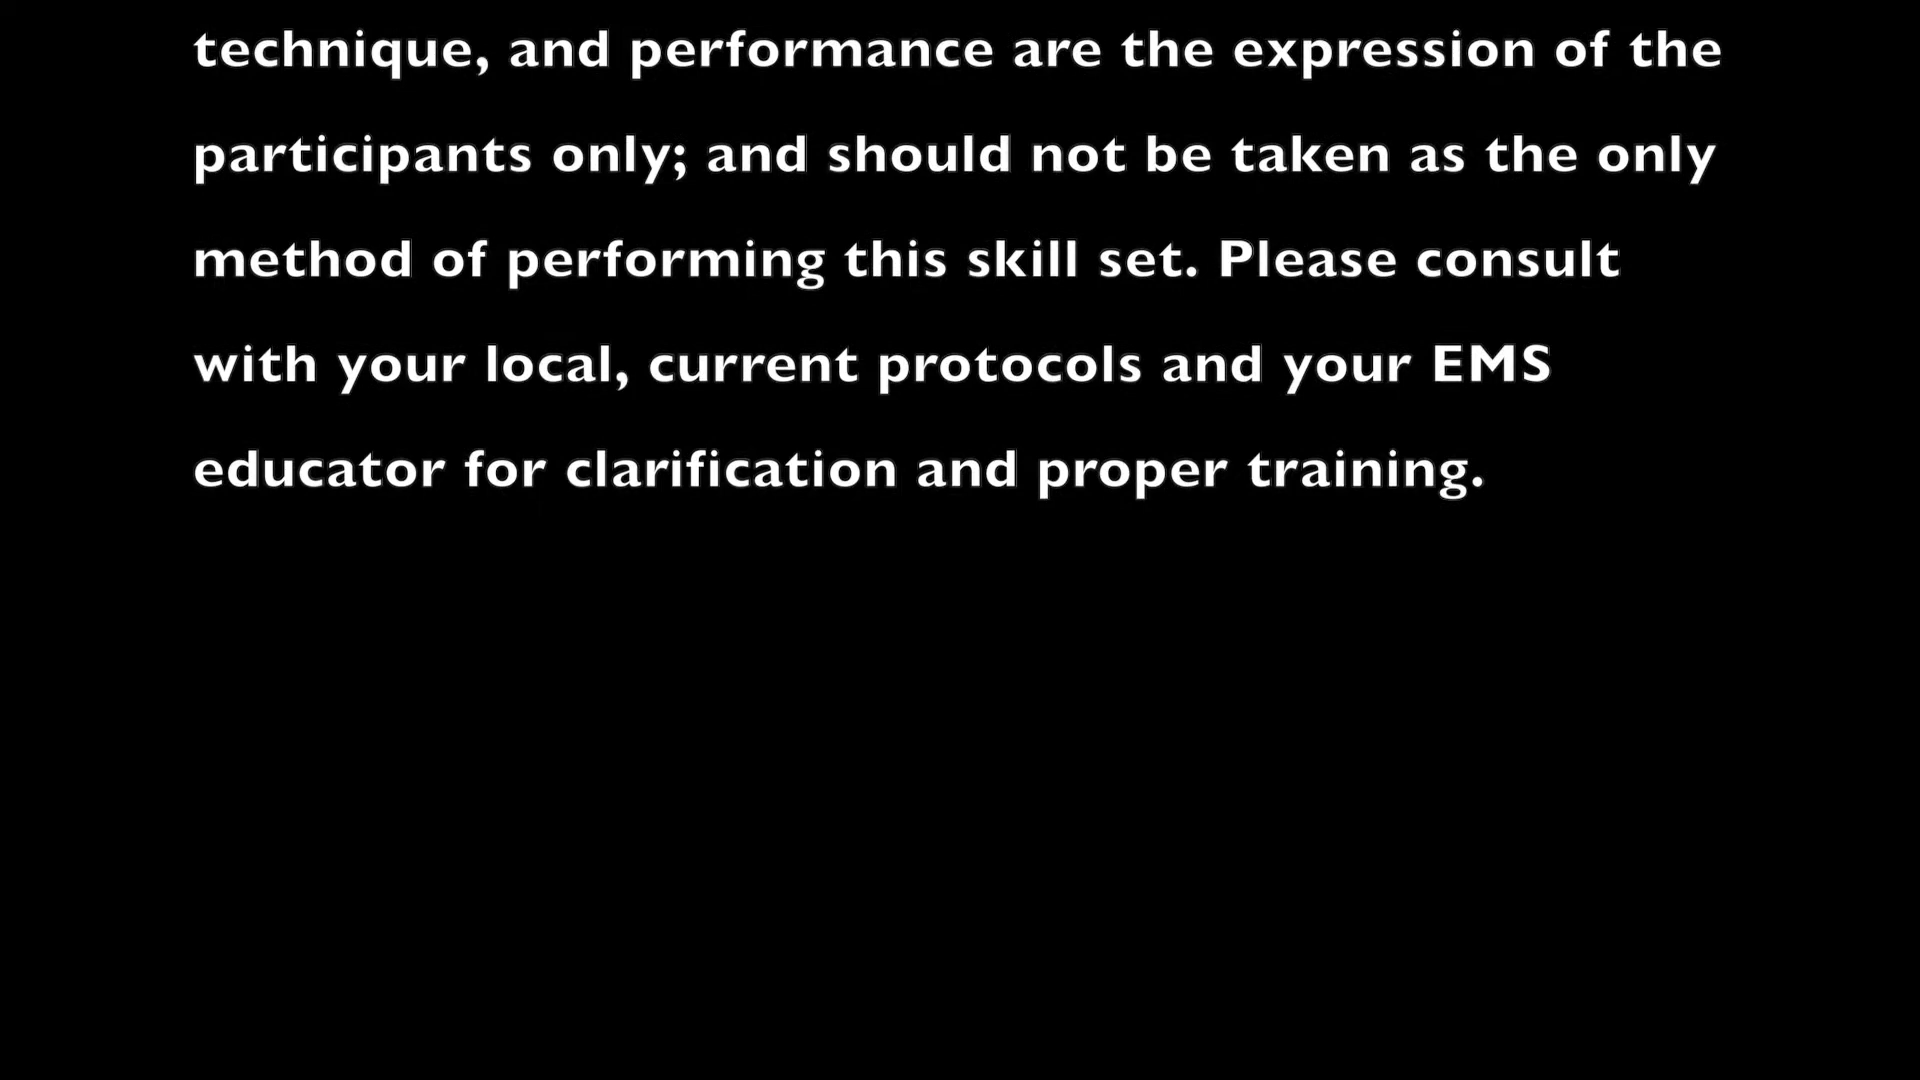 technique, and performance are the expression of the
participants only; and should not be taken as the only
method of performing this skill set. Please consult
with your local, current protocols and your EMS
educator for clarification and proper training.